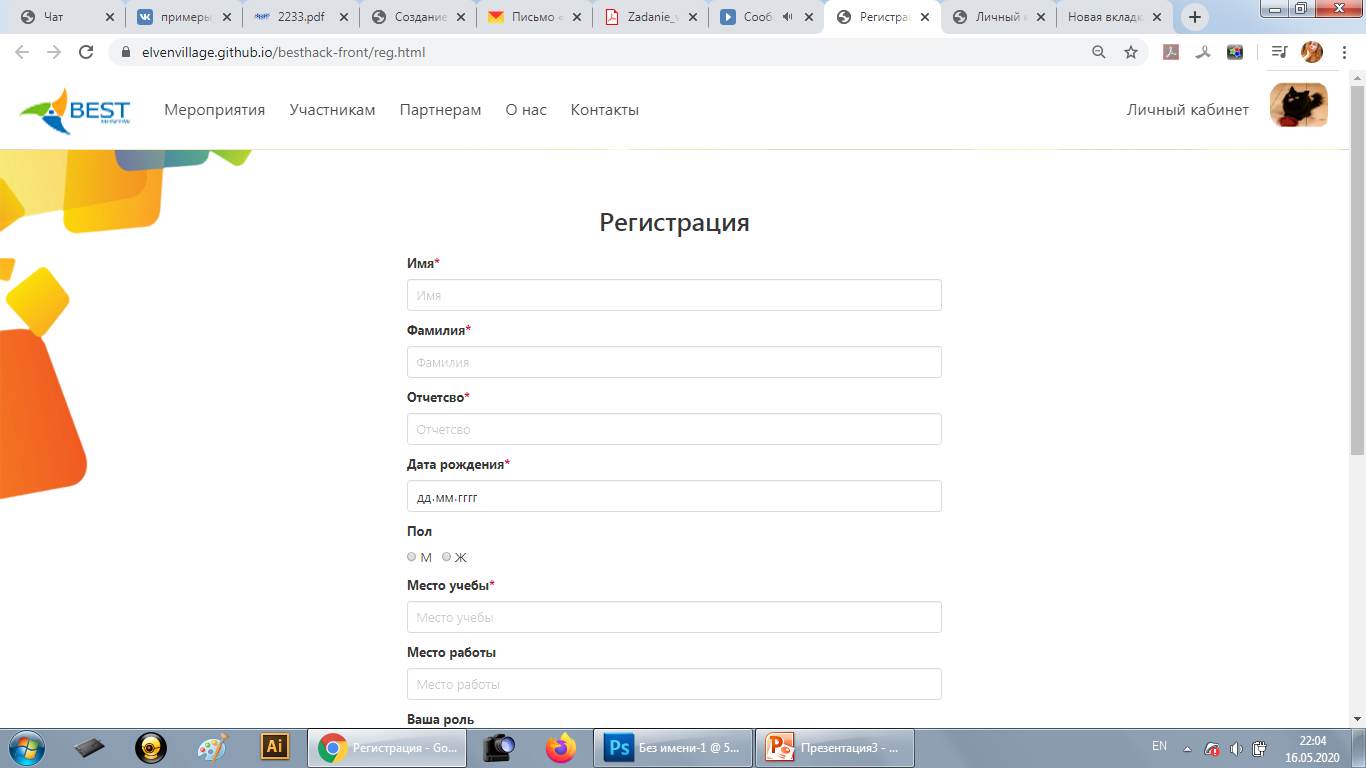 Чат
примеры
2233.pdf
Создание
Письмо «
Zadanie_v
Сооб
Регистрац
Личный к
Новая вкладк
elvenvillage.github.io/besthack-front/reg.html
BEST
MOSCOW
Мероприятия
Участникам
Партнерам
О нас
Контакты
Личный кабинет
Регистрация
Имя*
Имя
Фамилия*
Фамилия
Отчетсво*
Отчетсво
Дата рождения*
дд.мм.гггг
Пол
М Ж
Место учебы*
Место учебы
Место работы
Место работы
Ваша роль
Ai
Регистрация - Go...
Ps
Без имени-1 @ 5...
Презентация3 - ...
EN
22:04
16.05.2020